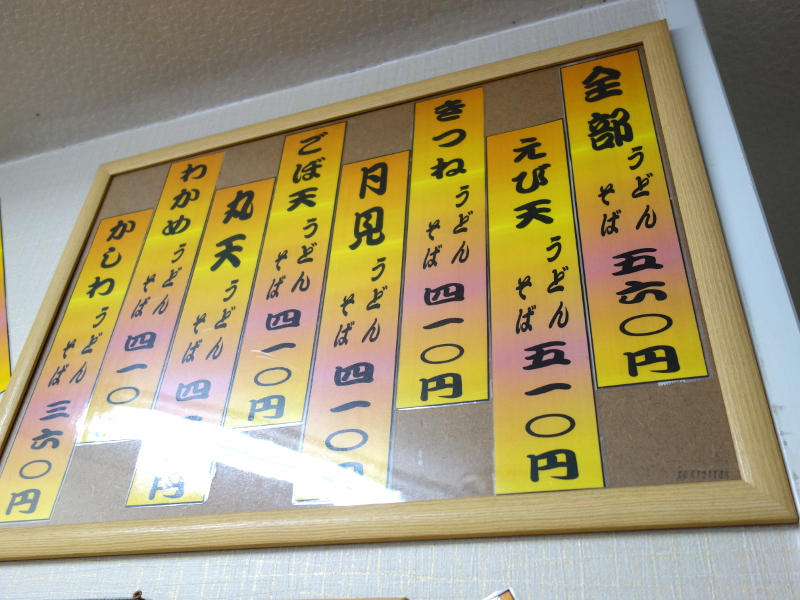 全部うどんそば五六〇円
えび天うどんそば五一〇円
きつねうどんそば四一〇円
月見うどんそば四一〇円
ごぼ天うどんそば四一〇円
丸天うどんそば四円
わかめうどんそば四一〇
かしわうどんそば三六〇円